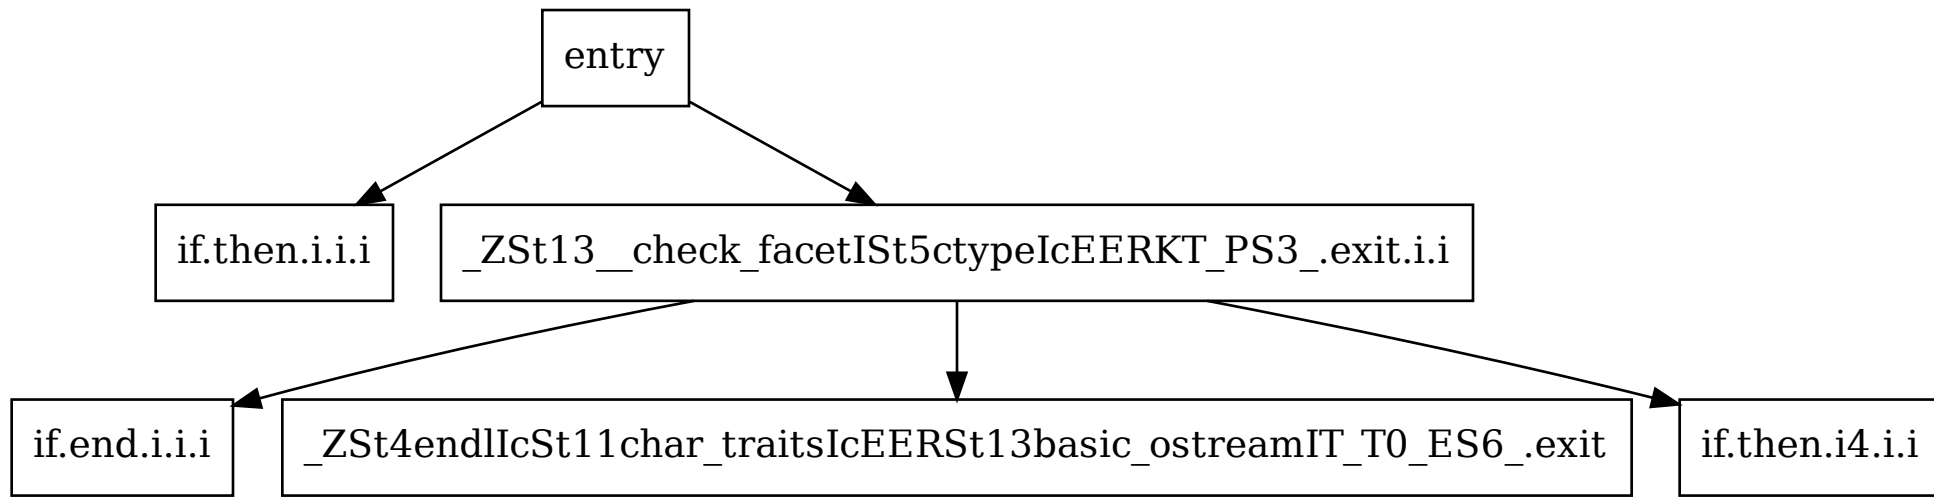 entry
if.then.i.i.i
_ZSt13__check_facetISt5ctypeIcEERKT_PS3_.exit.i.i
if.end.i.i.i
_ZSt4endlIcSt11char_traitsIcEERSt13basic_ostreamIT_T0_ES6_.exit
if.then.i4.i.i